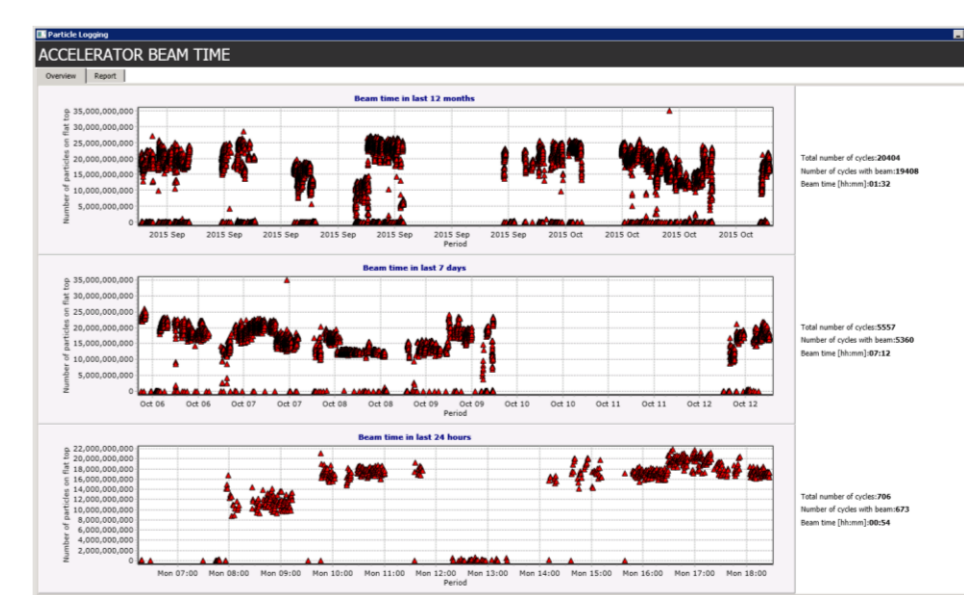 Particle Logging
ACCELERATOR BEAM TIME
Overview Report
Beam time in last 12 months
Number of particles on flat top
35,000,000,000
30,000,000,000
25,000,000,000
20,000,000,000
15,000,000,000
10,000,000,000
5,000,000,000
0
2015 Sep 2015 Sep 2015 Sep 2015 Sep 2015 Sep 2015 Sep 2015 Sep 2015 Oct 2015 Oct 2015 Oct 2015 Oct
Period
Total number of cycles:20404
Number of cycles with beam:19408
Beam time [hh:mm]:01:32
Beam time in last 7 days
Number of particles on flat top
35,000,000,000
30,000,000,000
25,000,000,000
20,000,000,000
15,000,000,000
10,000,000,000
5,000,000,000
0
Oct 06 Oct 06 Oct 07 Oct 07 Oct 08 Oct 08 Oct 09 Oct 09 Oct 10 Oct 10 Oct 11 Oct 11 Oct 12 Oct 12
Period
Total number of cycles:5557
Number of cycles with beam:5360
Beam time [hh:mm]:07:12
Beam time in last 24 hours
Number of particles on flat top
22,000,000,000
20,000,000,000
18,000,000,000
16,000,000,000
14,000,000,000
12,000,000,000
10,000,000,000
8,000,000,000
6,000,000,000
4,000,000,000
2,000,000,000
0
Mon 07:00 Mon 08:00 Mon 09:00 Mon 10:00 Mon 11:00 Mon 12:00 Mon 13:00 Mon 14:00 Mon 15:00 Mon 16:00 Mon 17:00 Mon 18:00
Period
Total number of cycles:706
Number of cycles with beam:673
Beam time [hh:mm]:00:54